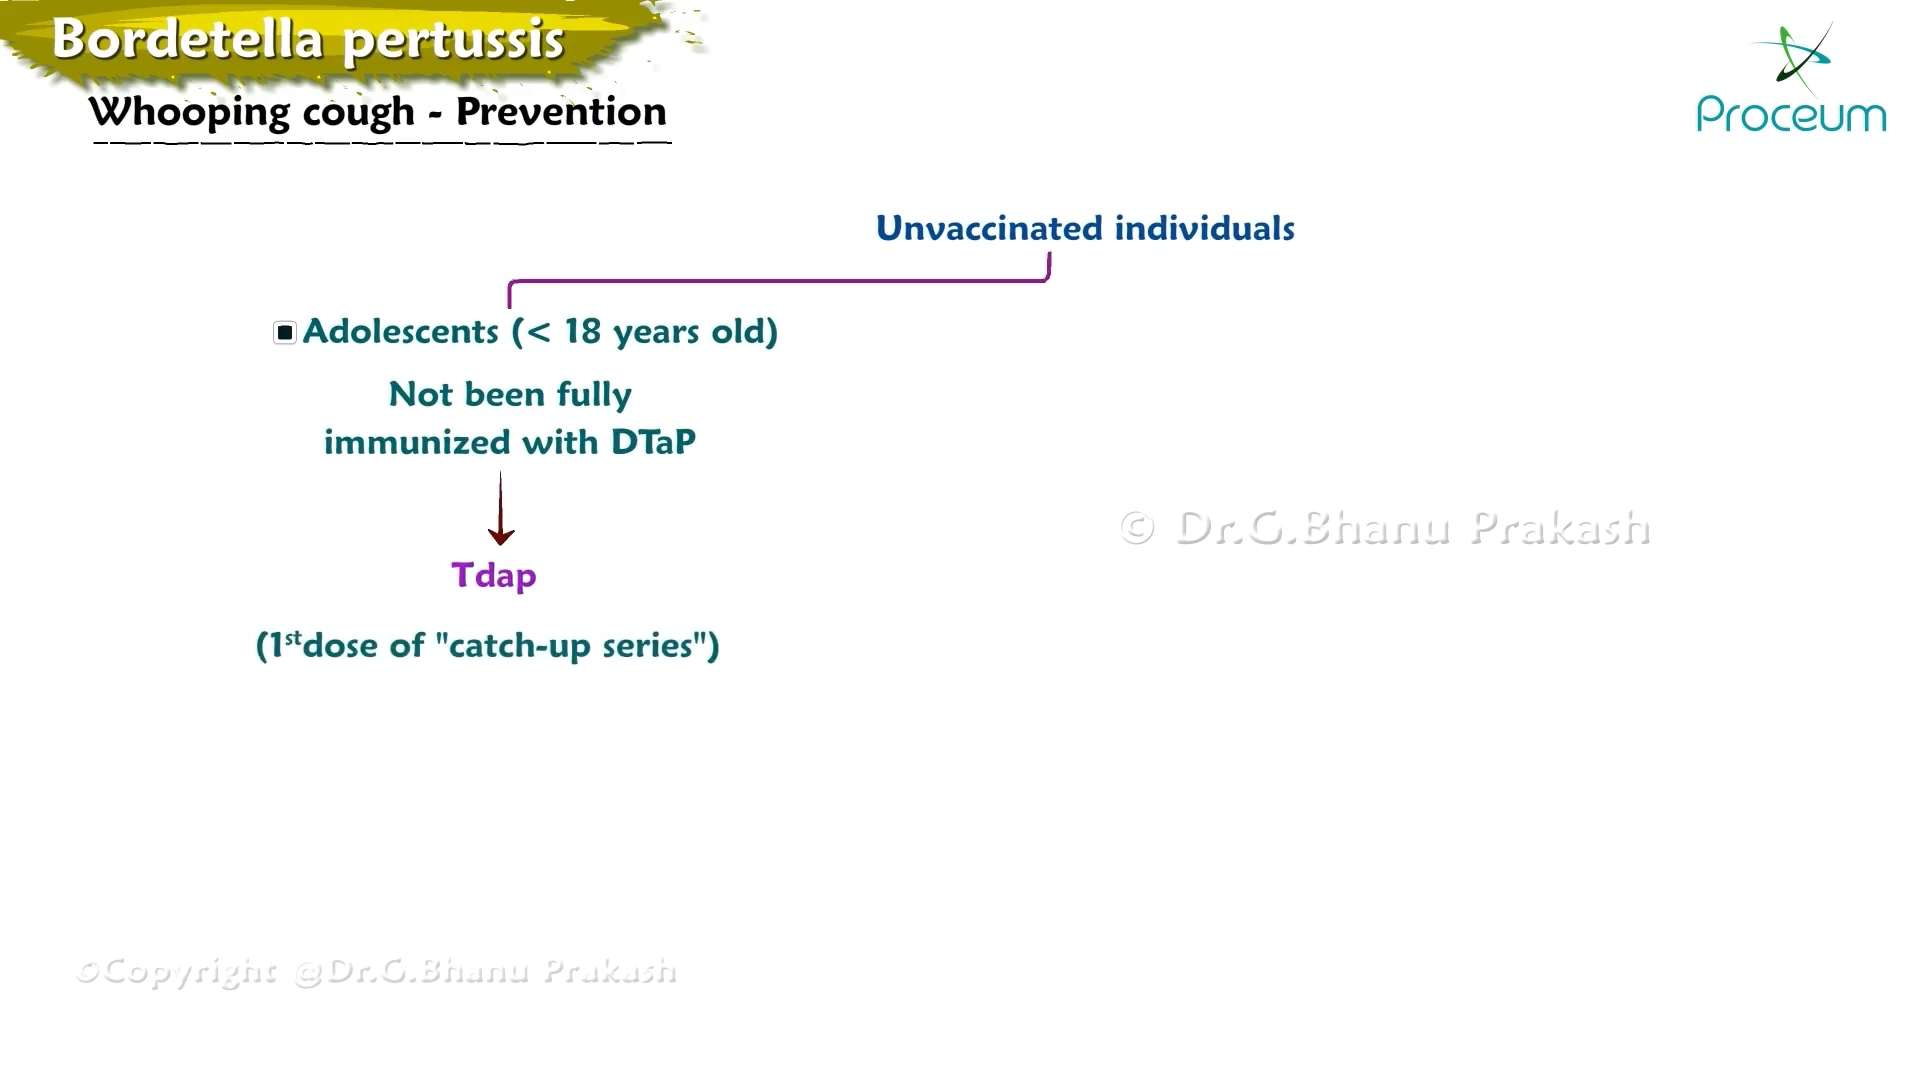 Bordetella pertussis
Whooping cough - Prevention
Proceum
Unvaccinated individuals
Adolescents (< 18 years old)
Not been fully
immunized with DTaP
© Dr.G.Bhanu Prakash
Tdap
(1st dose of "catch-up series")
©Copyright @Dr.G.Bhanu Prakash